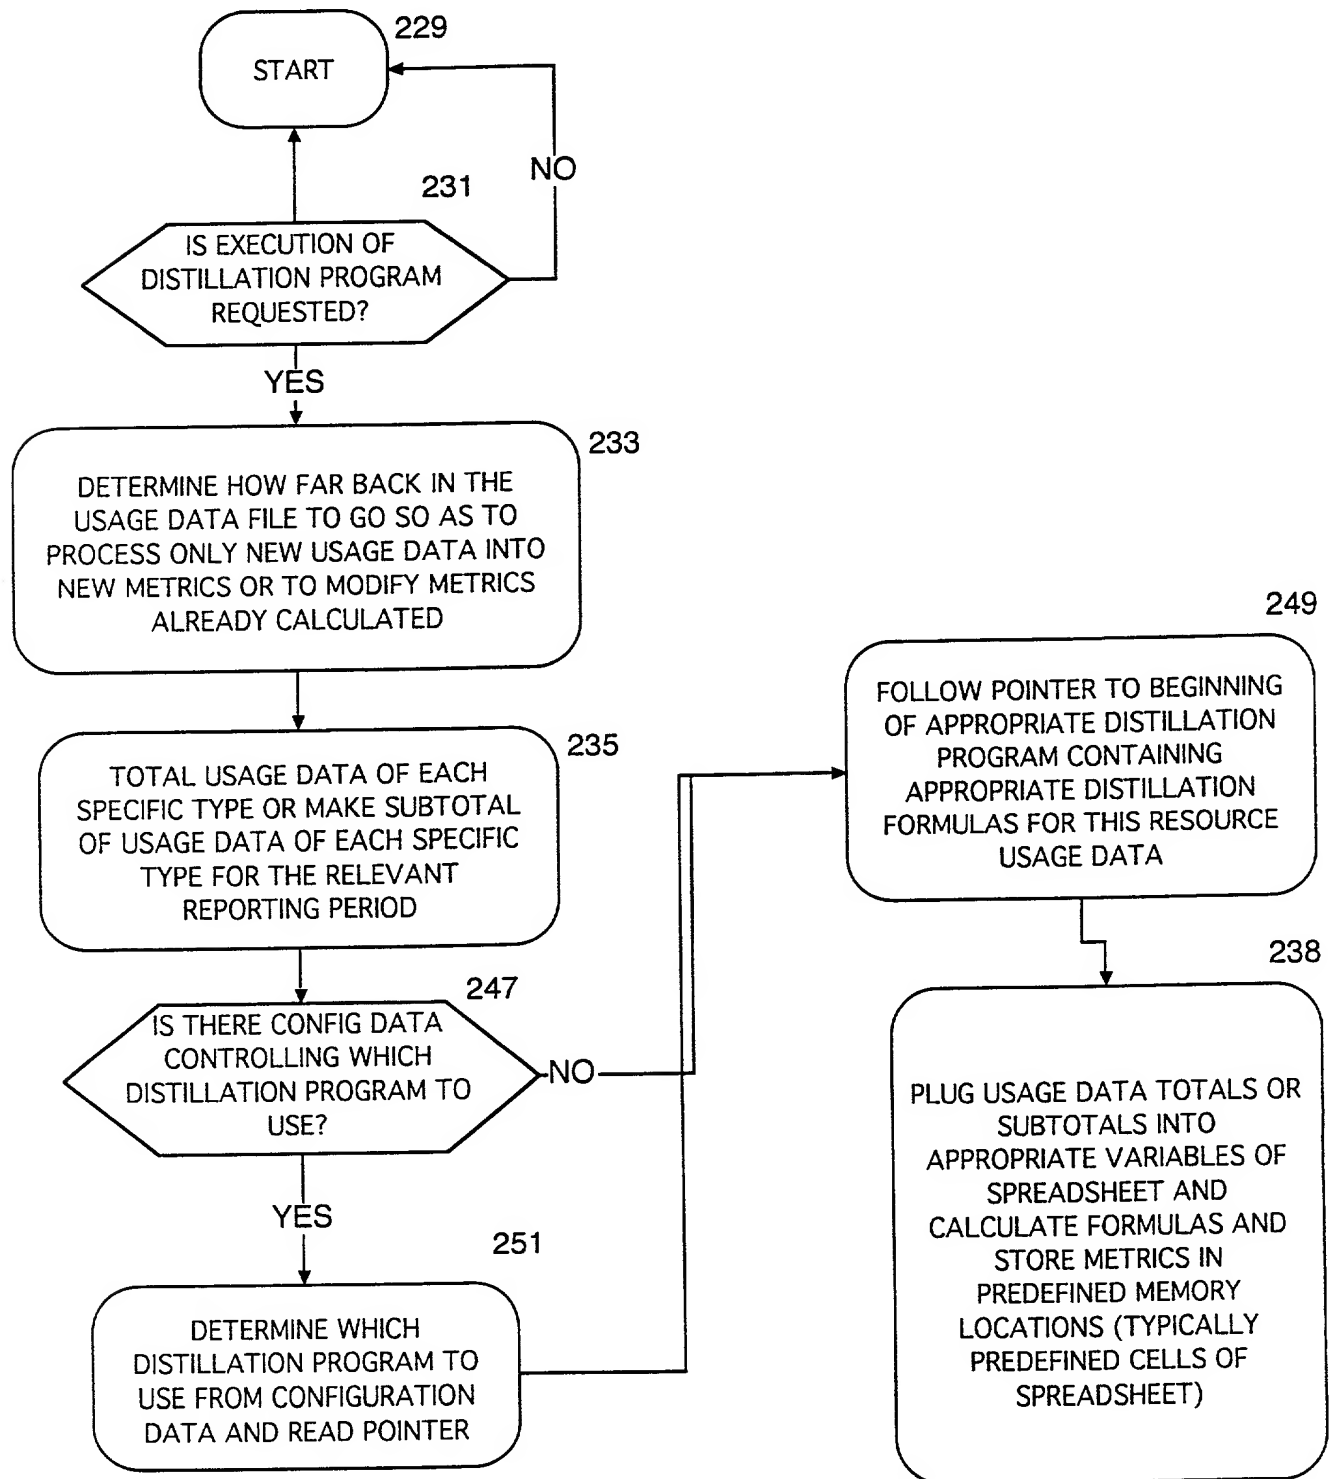 229
START
NO
231
IS EXECUTION OF
DISTILLATION PROGRAM
REQUESTED?
YES
233
DETERMINE HOW FAR BACK IN THE
USAGE DATA FILE TO GO SO AS TO
PROCESS ONLY NEW USAGE DATA INTO
NEW METRICS OR TO MODIFY METRICS
ALREADY CALCULATED
235
TOTAL USAGE DATA OF EACH
SPECIFIC TYPE OR MAKE SUBTOTAL
OF USAGE DATA OF EACH SPECIFIC
TYPE FOR THE RELEVANT
REPORTING PERIOD
247
IS THERE CONFIG DATA
CONTROLLING WHICH
DISTILLATION PROGRAM TO
USE?
NO
YES
251
DETERMINE WHICH
DISTILLATION PROGRAM TO
USE FROM CONFIGURATION
DATA AND READ POINTER
249
FOLLOW POINTER TO BEGINNING
OF APPROPRIATE DISTILLATION
PROGRAM CONTAINING
APPROPRIATE DISTILLATION
FORMULAS FOR THIS RESOURCE
USAGE DATA
238
PLUG USAGE DATA TOTALS OR
SUBTOTALS INTO
APPROPRIATE VARIABLES OF
SPREADSHEET AND
CALCULATE FORMULAS AND
STORE METRICS IN
PREDEFINED MEMORY
LOCATIONS (TYPICALLY
PREDEFINED CELLS OF
SPREADSHEET)